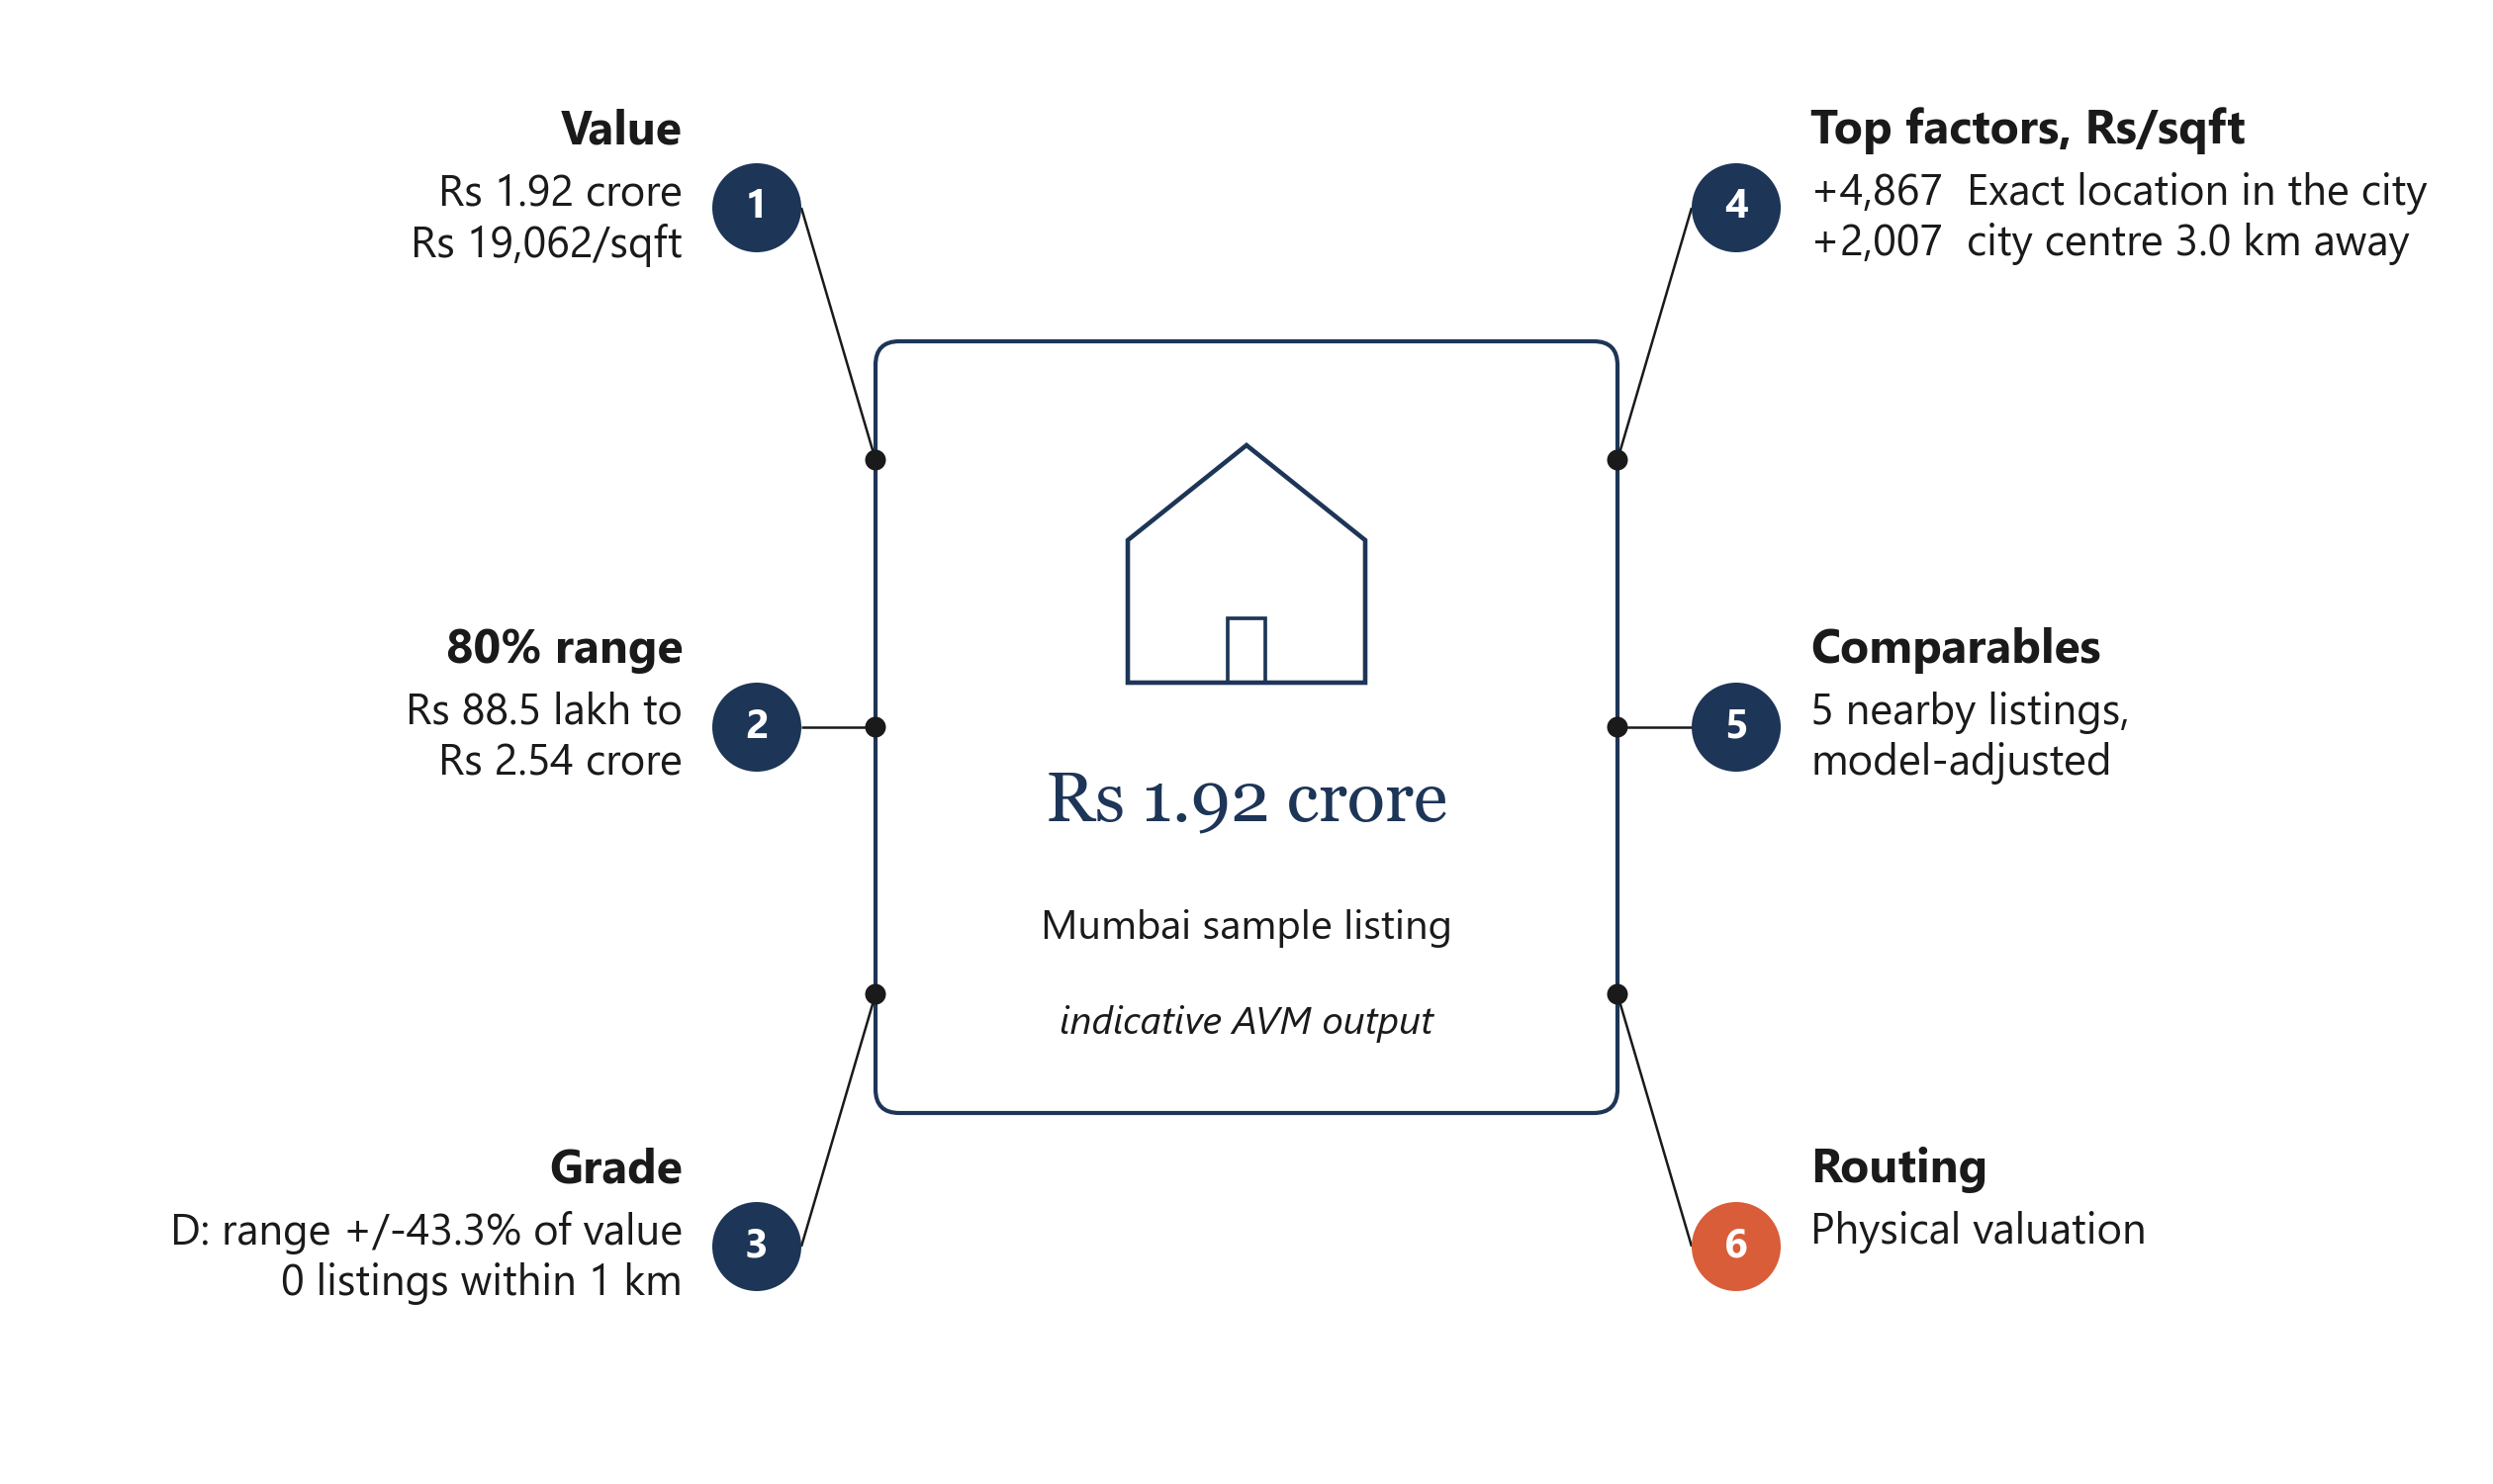 Value
Rs 1.92 crore
Rs 19,062/sqft
1
80% range
Rs 88.5 lakh to
Rs 2.54 crore
2
Grade
D: range +/-43.3% of value
0 listings within 1 km
3
Rs 1.92 crore
Mumbai sample listing
indicative AVM output
4
Top factors, Rs/sqft
+4,867 Exact location in the city
+2,007 city centre 3.0 km away
5
Comparables
5 nearby listings,
model-adjusted
6
Routing
Physical valuation